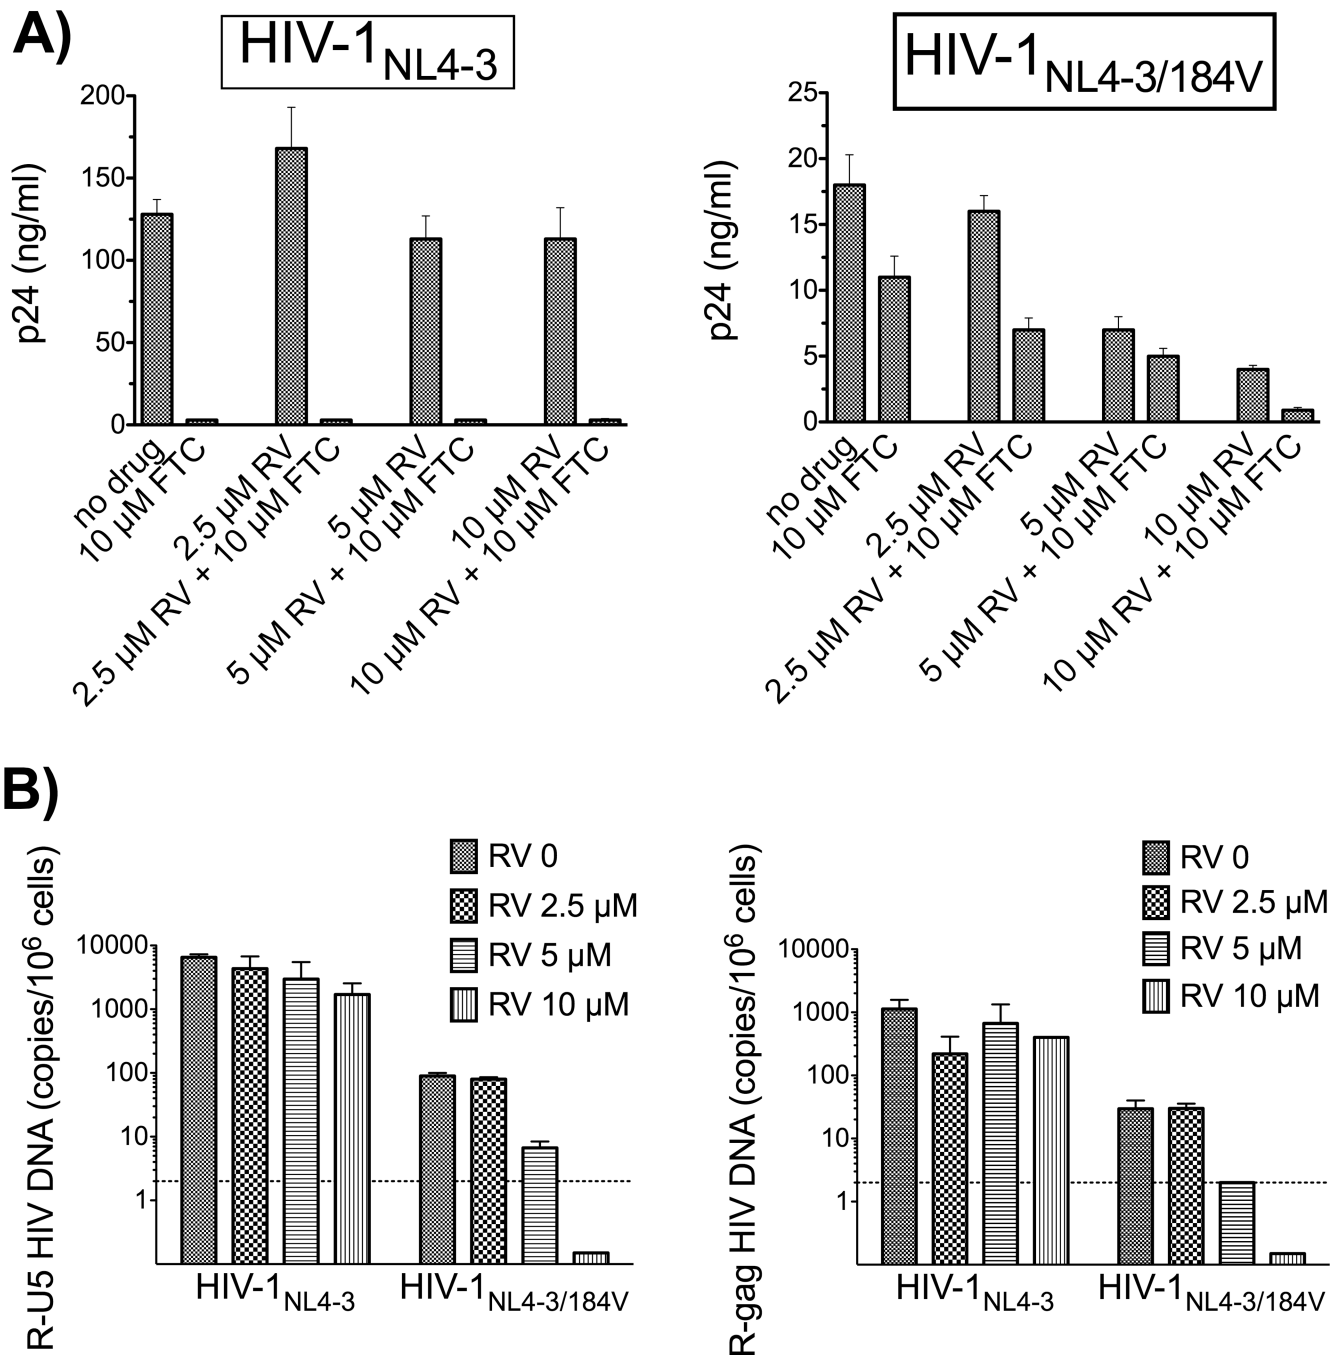 A)
HIV-1NL4-3
HIV-1NL4-3/184V
p24 (ng/ml)
200
150
100
50
0
no drug
10 µM FTC
2.5 µM RV
2.5 µM RV + 10 µM FTC
5 µM RV
5 µM RV + 10 µM FTC
10 µM RV
10 µM RV + 10 µM FTC
p24 (ng/ml)
25
20
15
10
5
0
no drug
10 µM FTC
2.5 µM RV
2.5 µM RV + 10 µM FTC
5 µM RV
5 µM RV + 10 µM FTC
10 µM RV
10 µM RV + 10 µM FTC
B)
R-U5 HIV DNA (copies/10⁶ cells)
RV 0
RV 2.5 µM
RV 5 µM
RV 10 µM
10000
1000
100
10
1
HIV-1NL4-3
HIV-1NL4-3/184V
R-gag HIV DNA (copies/10⁶ cells)
RV 0
RV 2.5 µM
RV 5 µM
RV 10 µM
10000
1000
100
10
1
HIV-1NL4-3
HIV-1NL4-3/184V